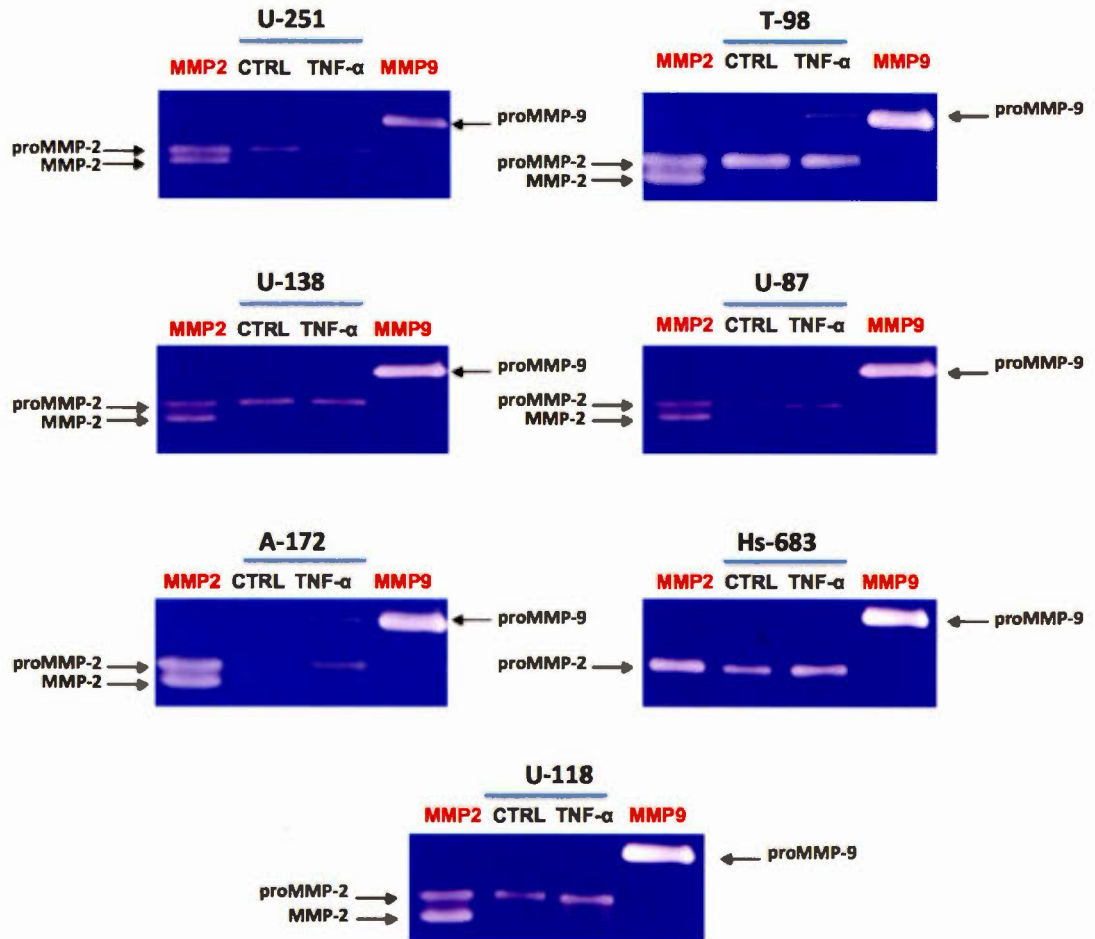 U-251
MMP2 CTRL TNF-α MMP9
proMMP-9
proMMP-2
MMP-2
T-98
MMP2 CTRL TNF-α MMP9
proMMP-9
proMMP-2
MMP-2
U-138
MMP2 CTRL TNF-α MMP9
proMMP-9
proMMP-2
MMP-2
U-87
MMP2 CTRL TNF-α MMP9
proMMP-9
proMMP-2
MMP-2
A-172
MMP2 CTRL TNF-α MMP9
proMMP-9
proMMP-2
MMP-2
Hs-683
MMP2 CTRL TNF-α MMP9
proMMP-9
proMMP-2
U-118
MMP2 CTRL TNF-α MMP9
proMMP-9
proMMP-2
MMP-2